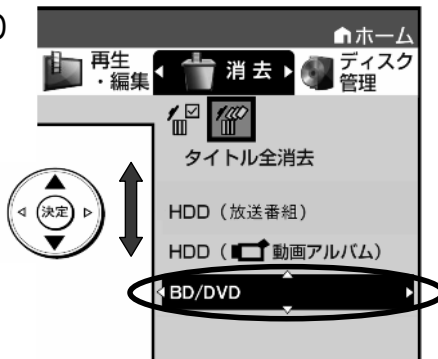 ホーム
再生
・編集
消去
ディスク
管理
タイトル全消去
決定
HDD（放送番組）
HDD（動画アルバム）
BD/DVD